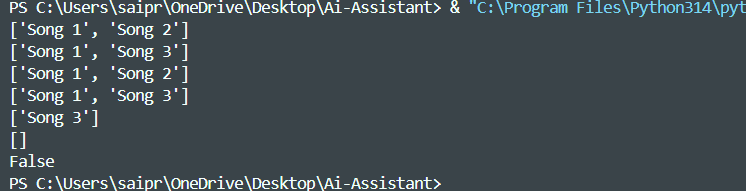 PS C:\Users\saipr\OneDrive\Desktop\Ai-Assistant> & "C:\Program Files\Python314\pyt
['Song 1', 'Song 2']
['Song 1', 'Song 3']
['Song 1', 'Song 2']
['Song 1', 'Song 3']
['Song 3']
[]
False
PS C:\Users\saipr\OneDrive\Desktop\Ai-Assistant>